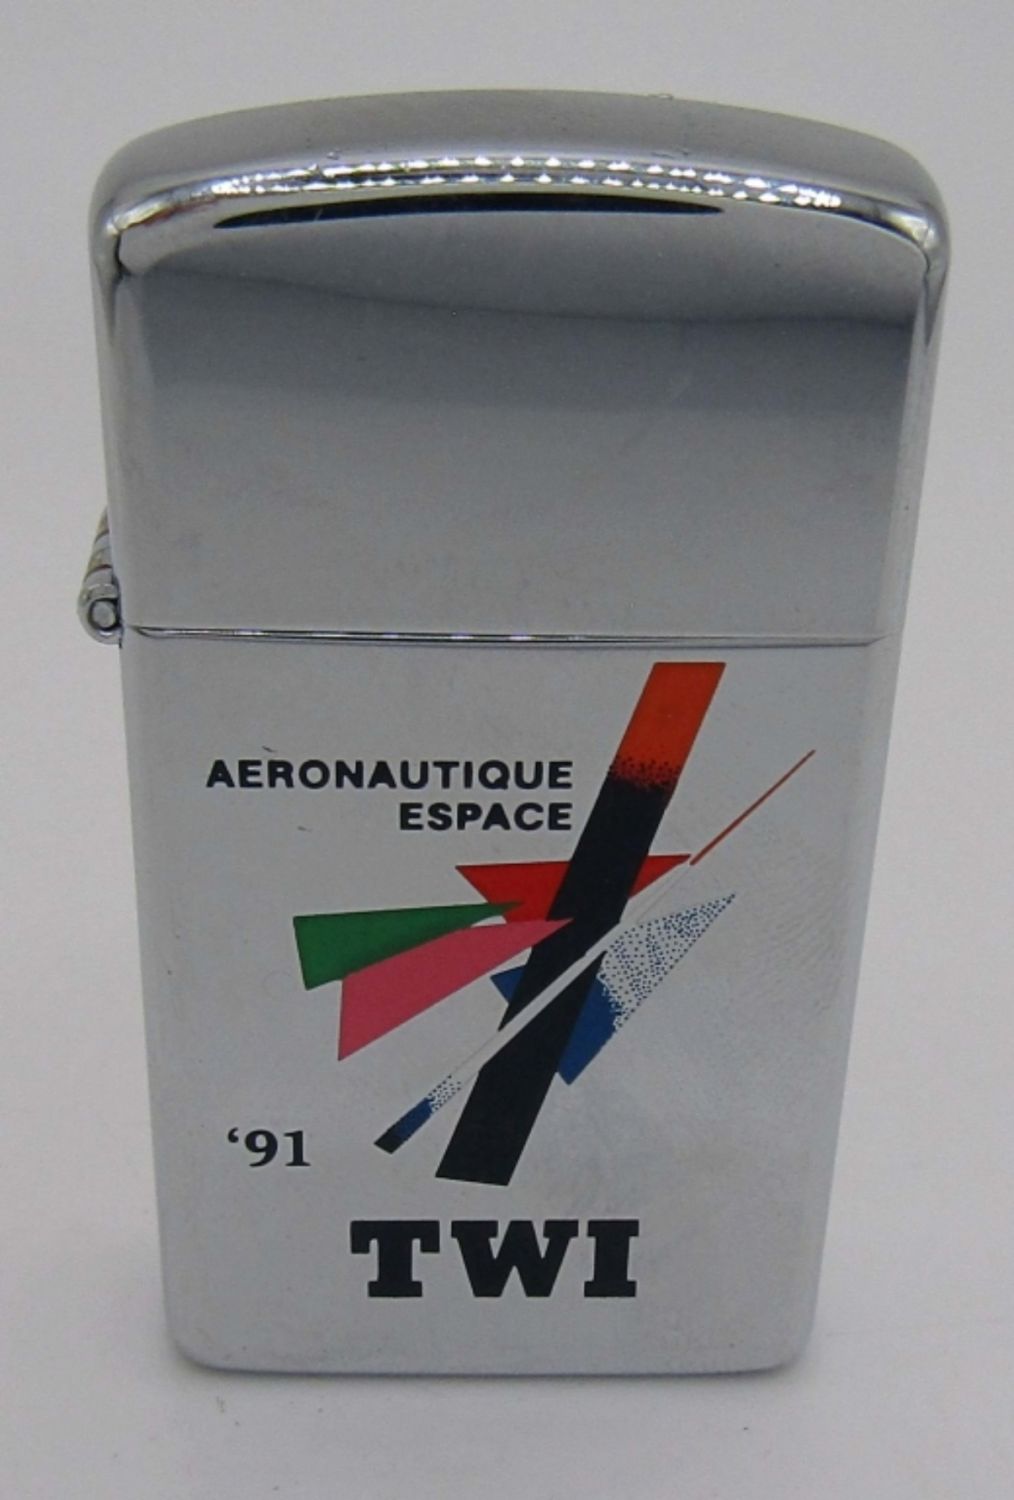 AERONAUTIQUE
ESPACE
‘91
TWI